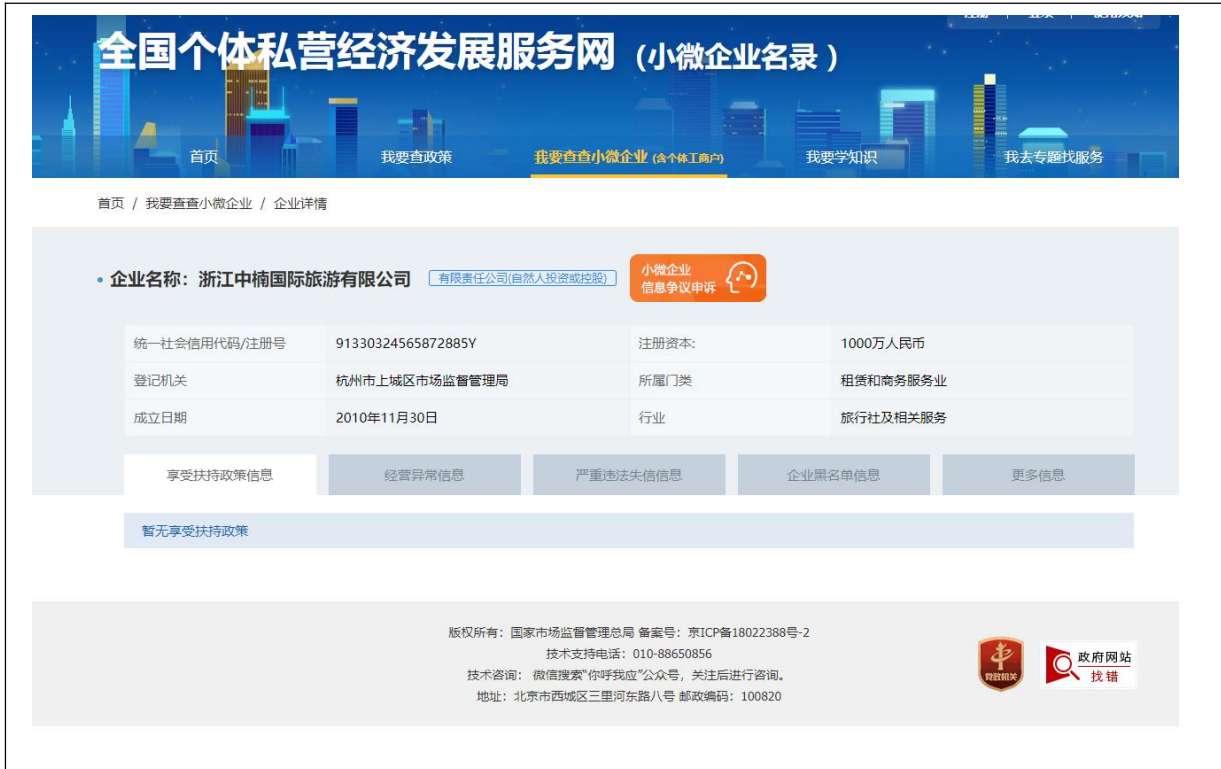 全国个体私营经济发展服务网（小微企业名录）
首页 我要查政策 我要查查小微企业 (含个体工商户) 我要学知识 我去专题找服务
首页 / 我要查查小微企业 / 企业详情
• 企业名称：浙江中楠国际旅游有限公司 有限责任公司(自然人投资或控股) 小微企业
信息争议申诉
统一社会信用代码/注册号 91330324565872885Y 注册资本: 1000万人民币
登记机关 杭州市上城区市场监督管理局 所属门类 租赁和商务服务业
成立日期 2010年11月30日 行业 旅行社及相关服务
享受扶持政策信息 经营异常信息 严重违法失信信息 企业黑名单信息 更多信息
暂无享受扶持政策
版权所有：国家市场监督管理总局 备案号：京ICP备18022388号-2
技术支持电话：010-88650856
技术咨询： 微信搜索“你呼我应”公众号，关注后进行咨询。
地址：北京市西城区三里河东路八号 邮政编码：100820
党政机关
政府网站
找错